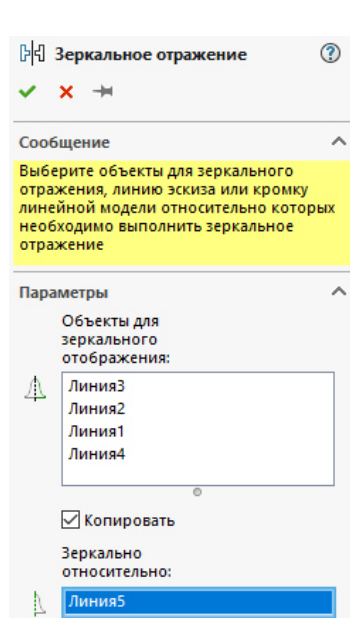 Зеркальное отражение
?
Сообщение
Выберите объекты для зеркального
отражения, линию эскиза или кромку
линейной модели относительно которых
необходимо выполнить зеркальное
отражение
Параметры
Объекты для
зеркального
отображения:
Линия3
Линия2
Линия1
Линия4
Копировать
Зеркально
относительно:
Линия5